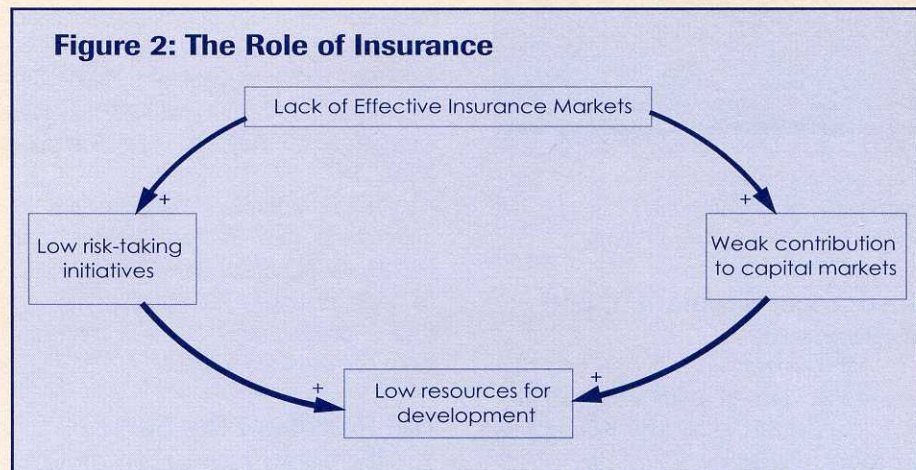 Figure 2: The Role of Insurance
Lack of Effective Insurance Markets
+
+
Low risk-taking
initiatives
Weak contribution
to capital markets
+
+
Low resources for
development